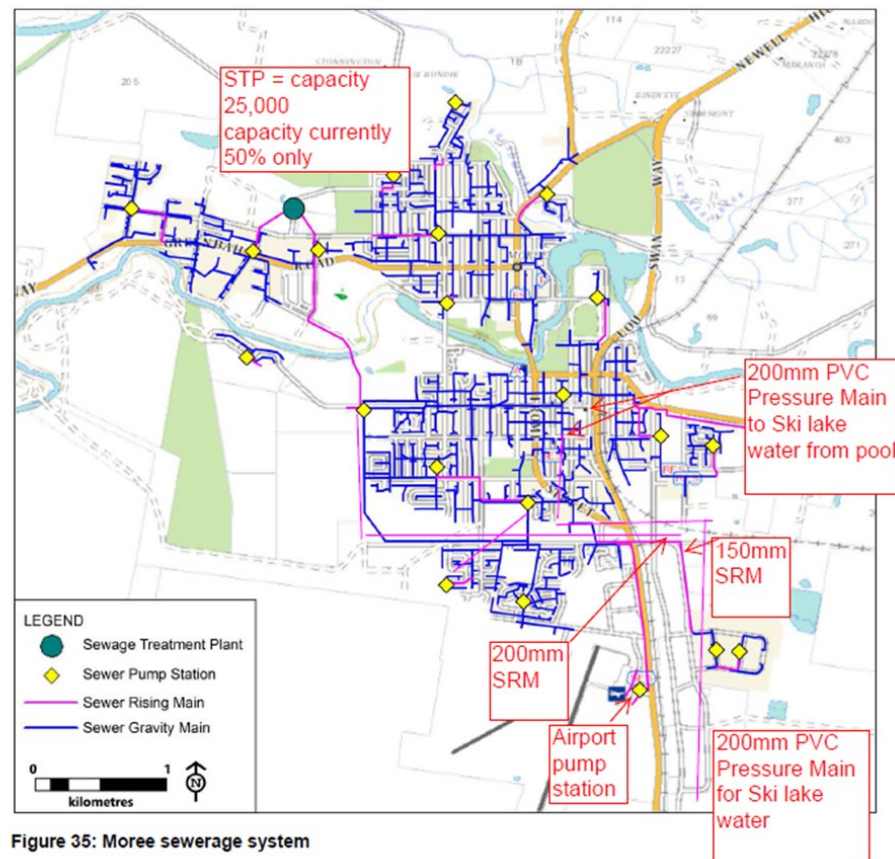 STP = capacity
25,000
capacity currently
50% only
NEWELL
SWAN WAY
ROAD
WAY
205
114
18
22227
22228
403
377
271
13
69
200mm PVC
Pressure Main
to Ski lake
water from pool
150mm
SRM
200mm
SRM
Airport
pump
station
200mm PVC
Pressure Main
for Ski lake
water
LEGEND
Sewage Treatment Plant
Sewer Pump Station
Sewer Rising Main
Sewer Gravity Main
0 1
kilometres
N
Figure 35: Moree sewerage system